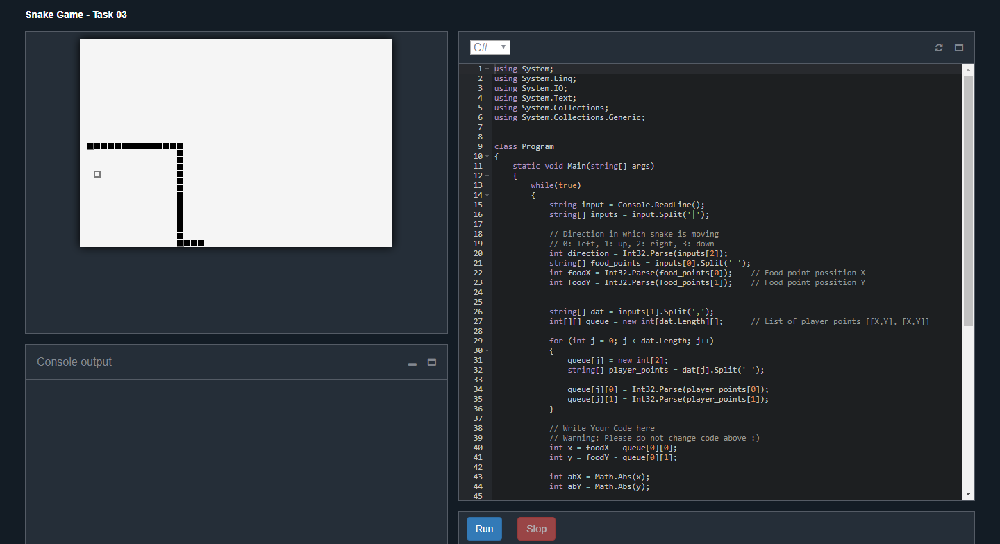 Snake Game - Task 03
Console output
C#
1 using System;
2 using System.Linq;
3 using System.IO;
4 using System.Text;
5 using System.Collections;
6 using System.Collections.Generic;
7
8
9 class Program
10 {
11     static void Main(string[] args)
12     {
13         while(true)
14         {
15             string input = Console.ReadLine();
16             string[] inputs = input.Split('|');
17
18             // Direction in which snake is moving
19             // 0: left, 1: up, 2: right, 3: down
20             int direction = Int32.Parse(inputs[2]);
21             string[] food_points = inputs[0].Split(' ');
22             int foodX = Int32.Parse(food_points[0]);    // Food point possition X
23             int foodY = Int32.Parse(food_points[1]);    // Food point possition Y
24
25
26             string[] dat = inputs[1].Split(',');
27             int[][] queue = new int[dat.Length][];      // List of player points [[X,Y], [X,Y]]
28
29             for (int j = 0; j < dat.Length; j++)
30             {
31                 queue[j] = new int[2];
32                 string[] player_points = dat[j].Split(' ');
33
34                 queue[j][0] = Int32.Parse(player_points[0]);
35                 queue[j][1] = Int32.Parse(player_points[1]);
36             }
37
38             // Write Your Code here
39             // Warning: Please do not change code above :)
40             int x = foodX - queue[0][0];
41             int y = foodY - queue[0][1];
42
43             int abX = Math.Abs(x);
44             int abY = Math.Abs(y);
45
Run
Stop